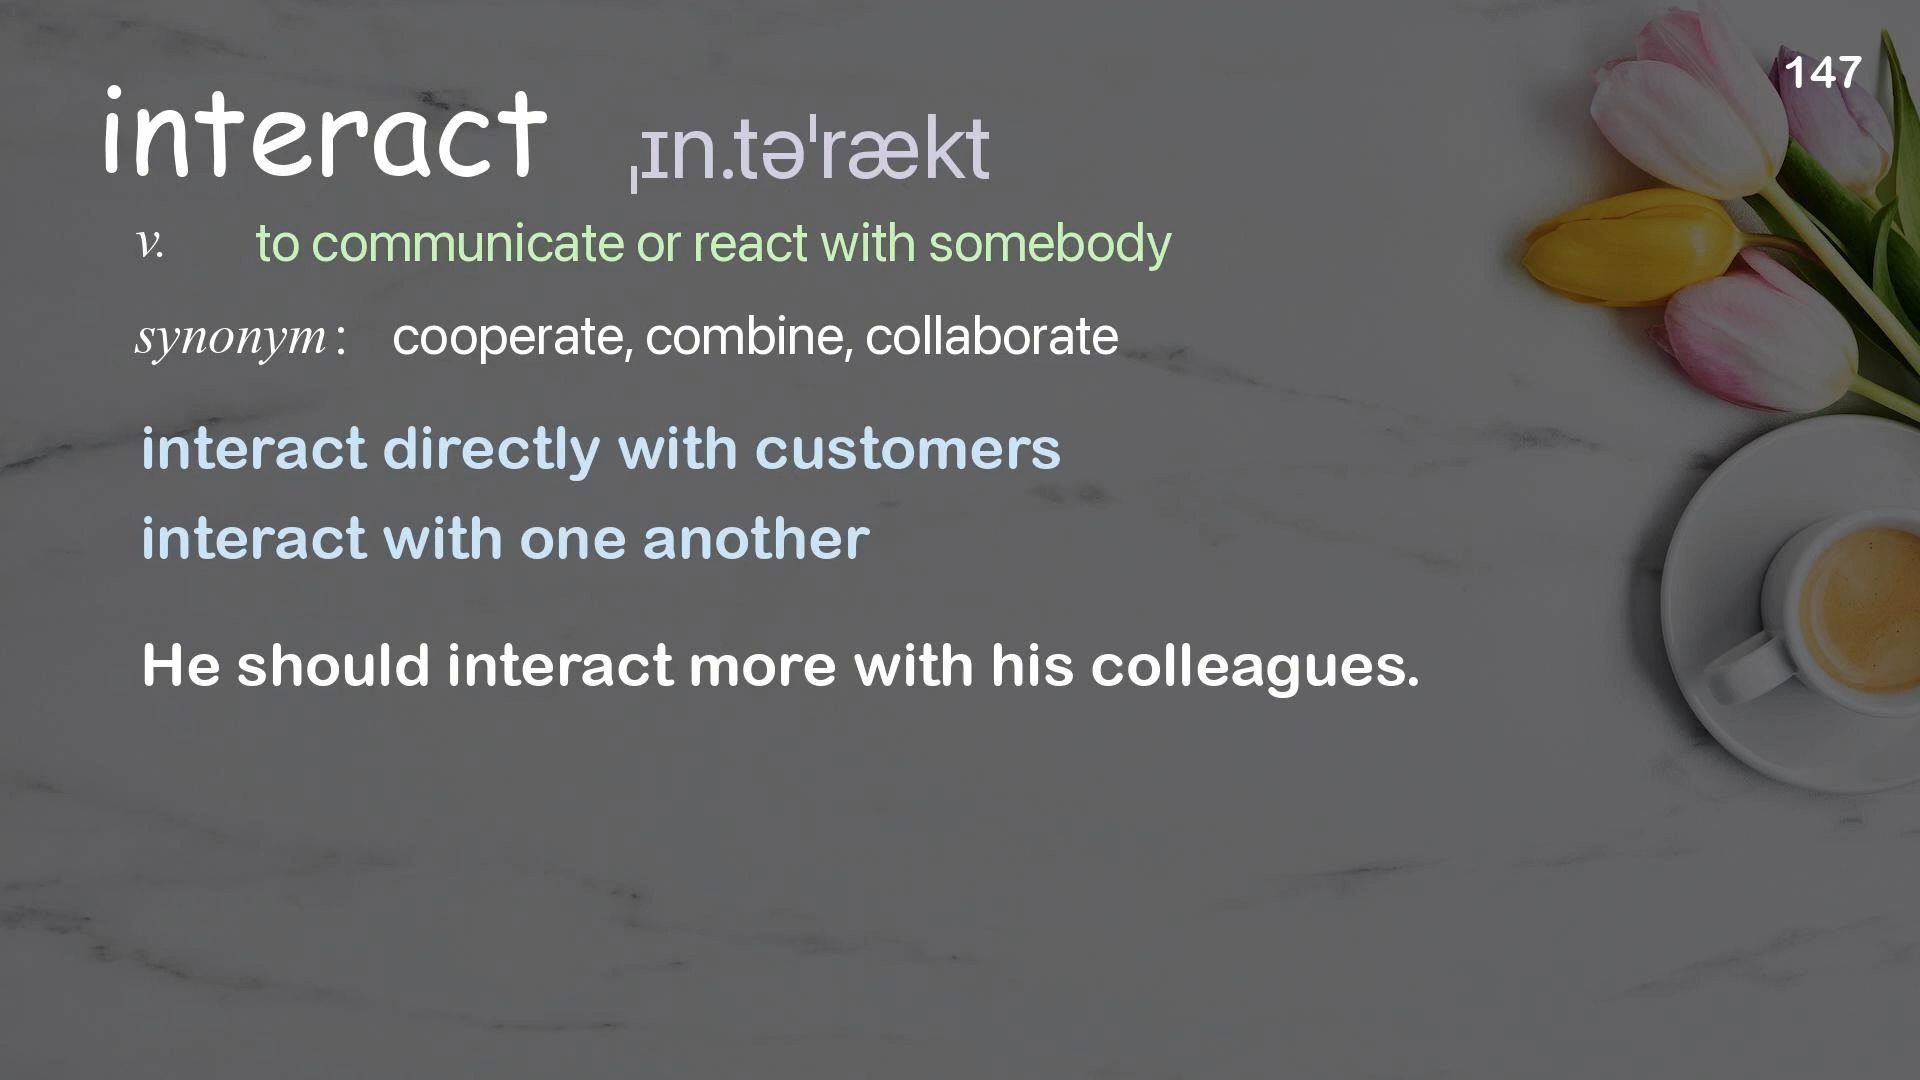 147
interact ˌɪn.təˈrækt
v. to communicate or react with somebody
synonym: cooperate, combine, collaborate
interact directly with customers
interact with one another
He should interact more with his colleagues.